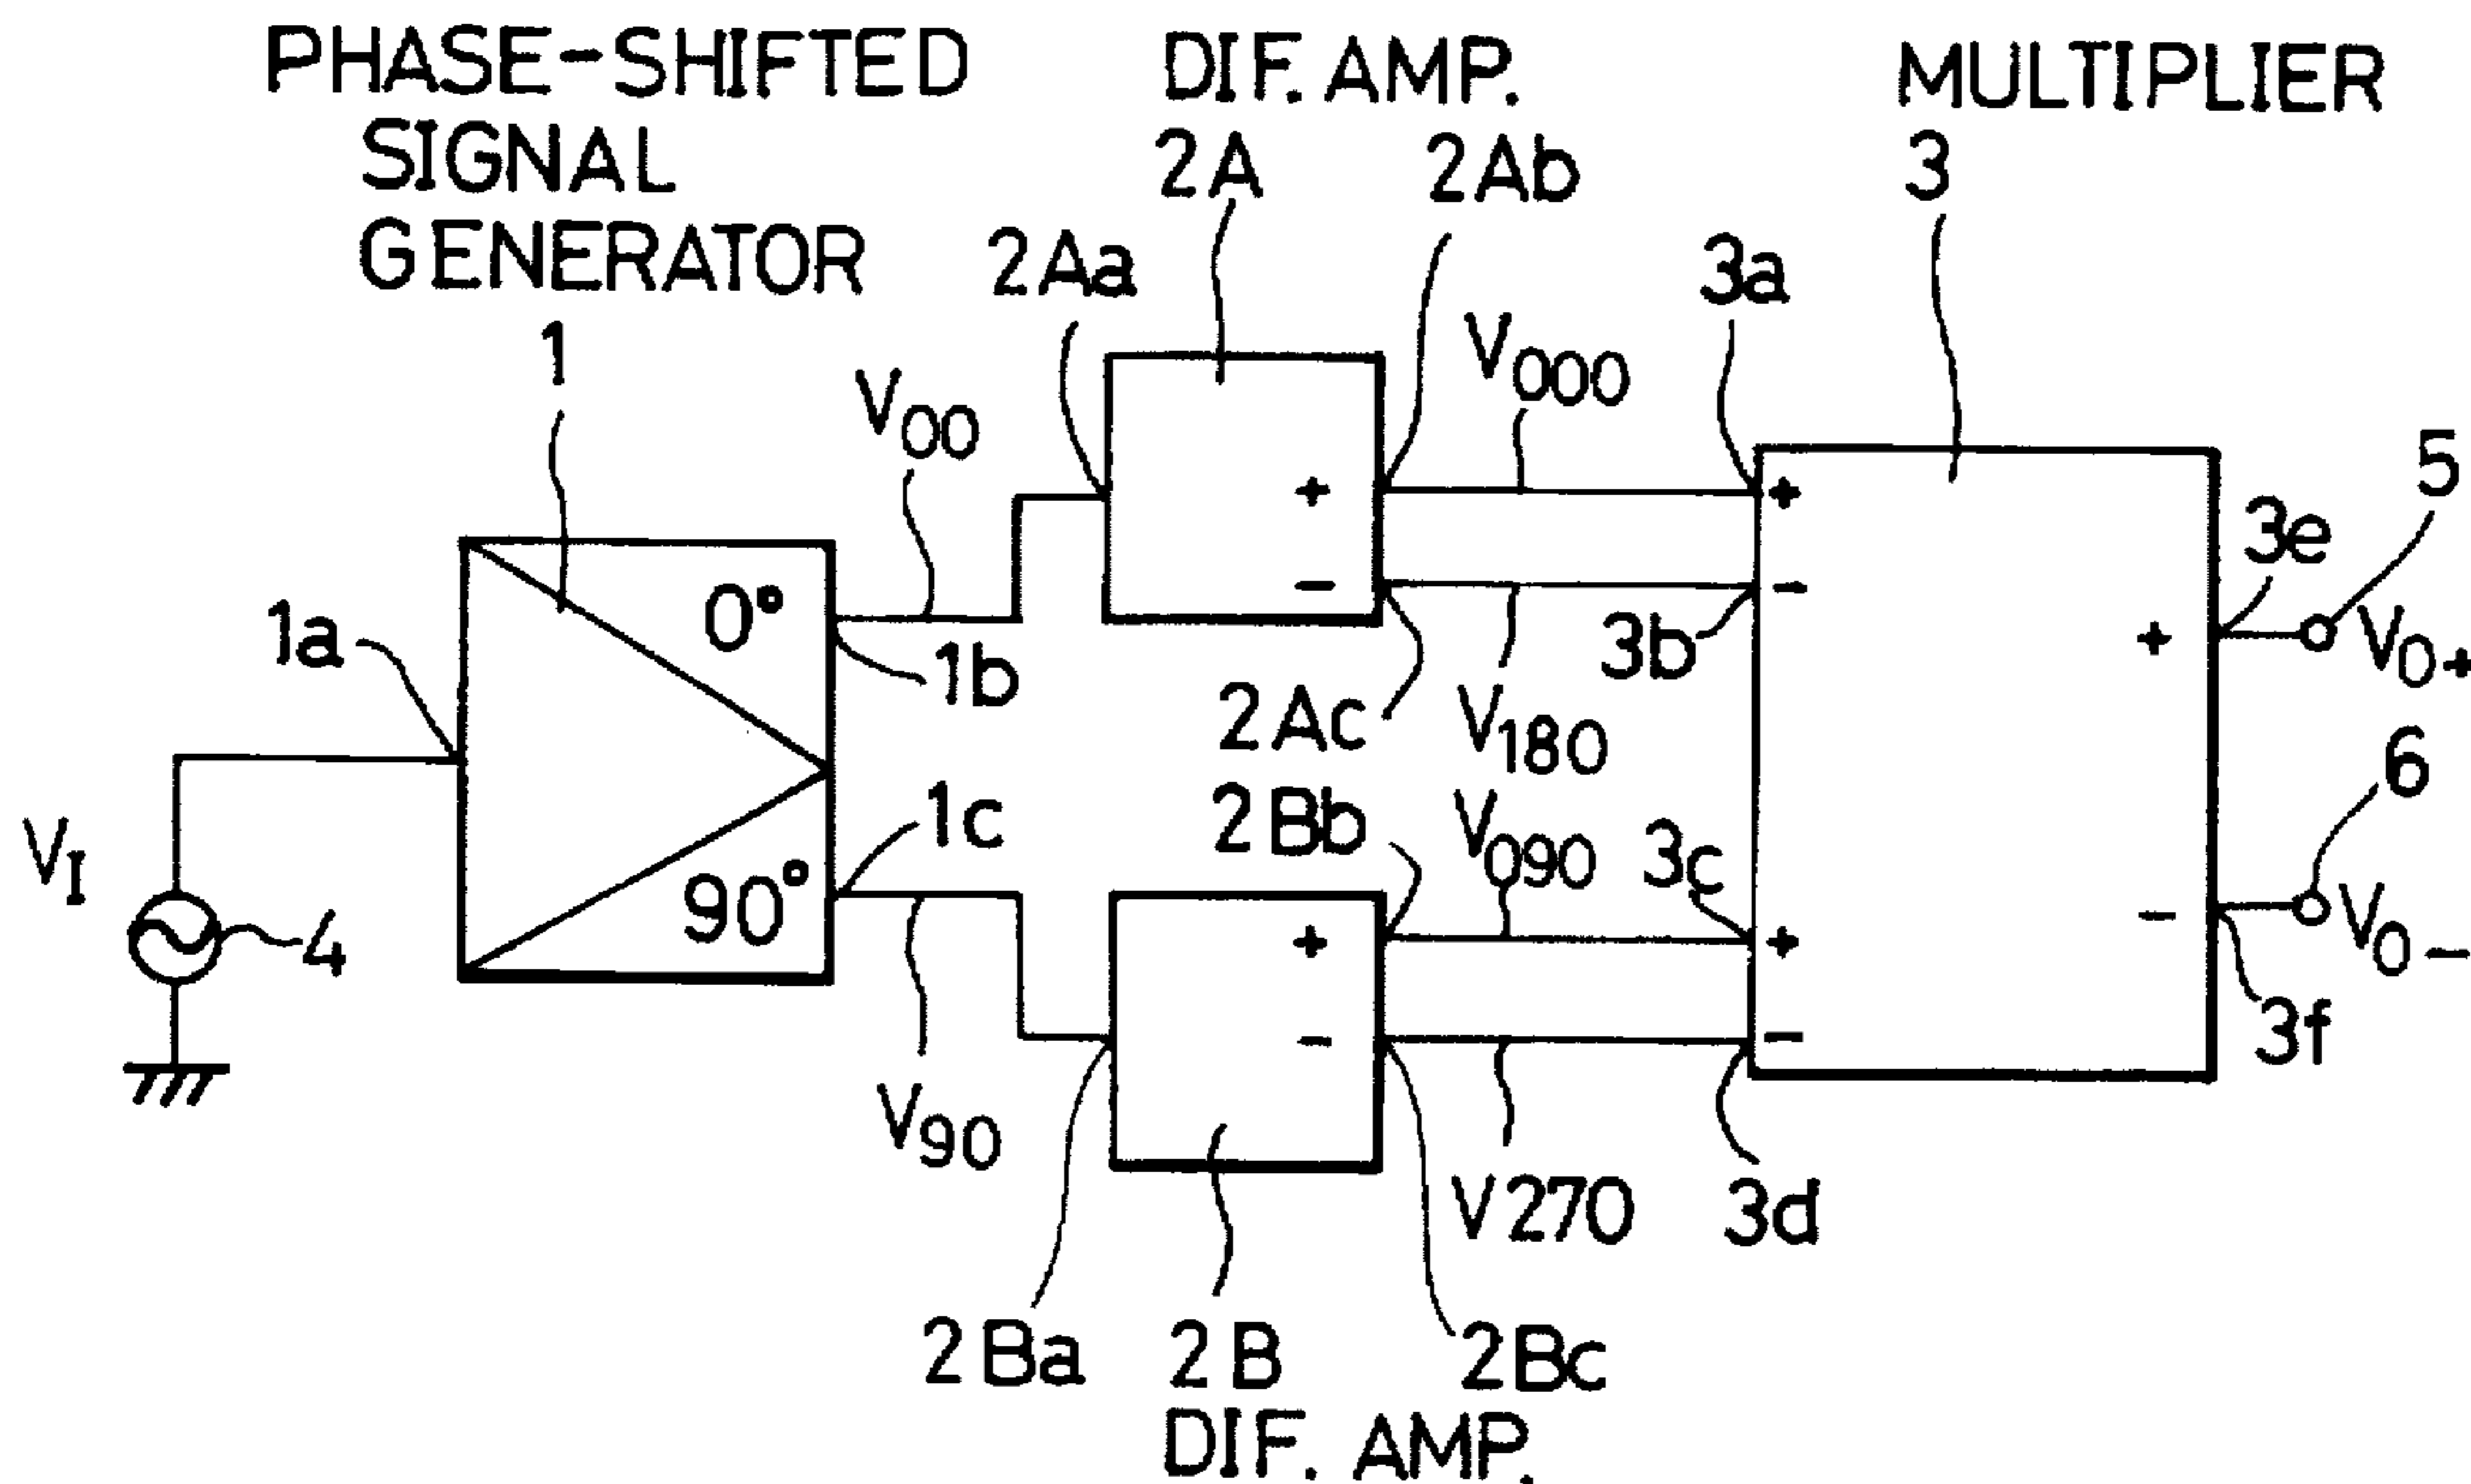 PHASE-SHIFTED
SIGNAL
GENERATOR
1
DIF. AMP.
2A
2Ab
MULTIPLIER
3
2Aa
3a
V000
V00
5
3e
0°
+
-
+
-
1a
1b
3b
+
V0+
2Ac
V180
6
1c
2Bb
V090
3c
VI
90°
4
+
-
+
-
-
V0-
3f
V90
V270
3d
2Ba
2B
2Bc
DIF. AMP.